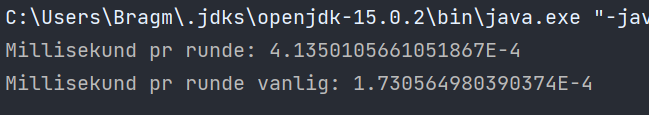 C:\Users\Bragm\.jdks\openjdk-15.0.2\bin\java.exe "-jav
Millisekund pr runde: 4.1350105661051867E-4
Millisekund pr runde vanlig: 1.730564980390374E-4